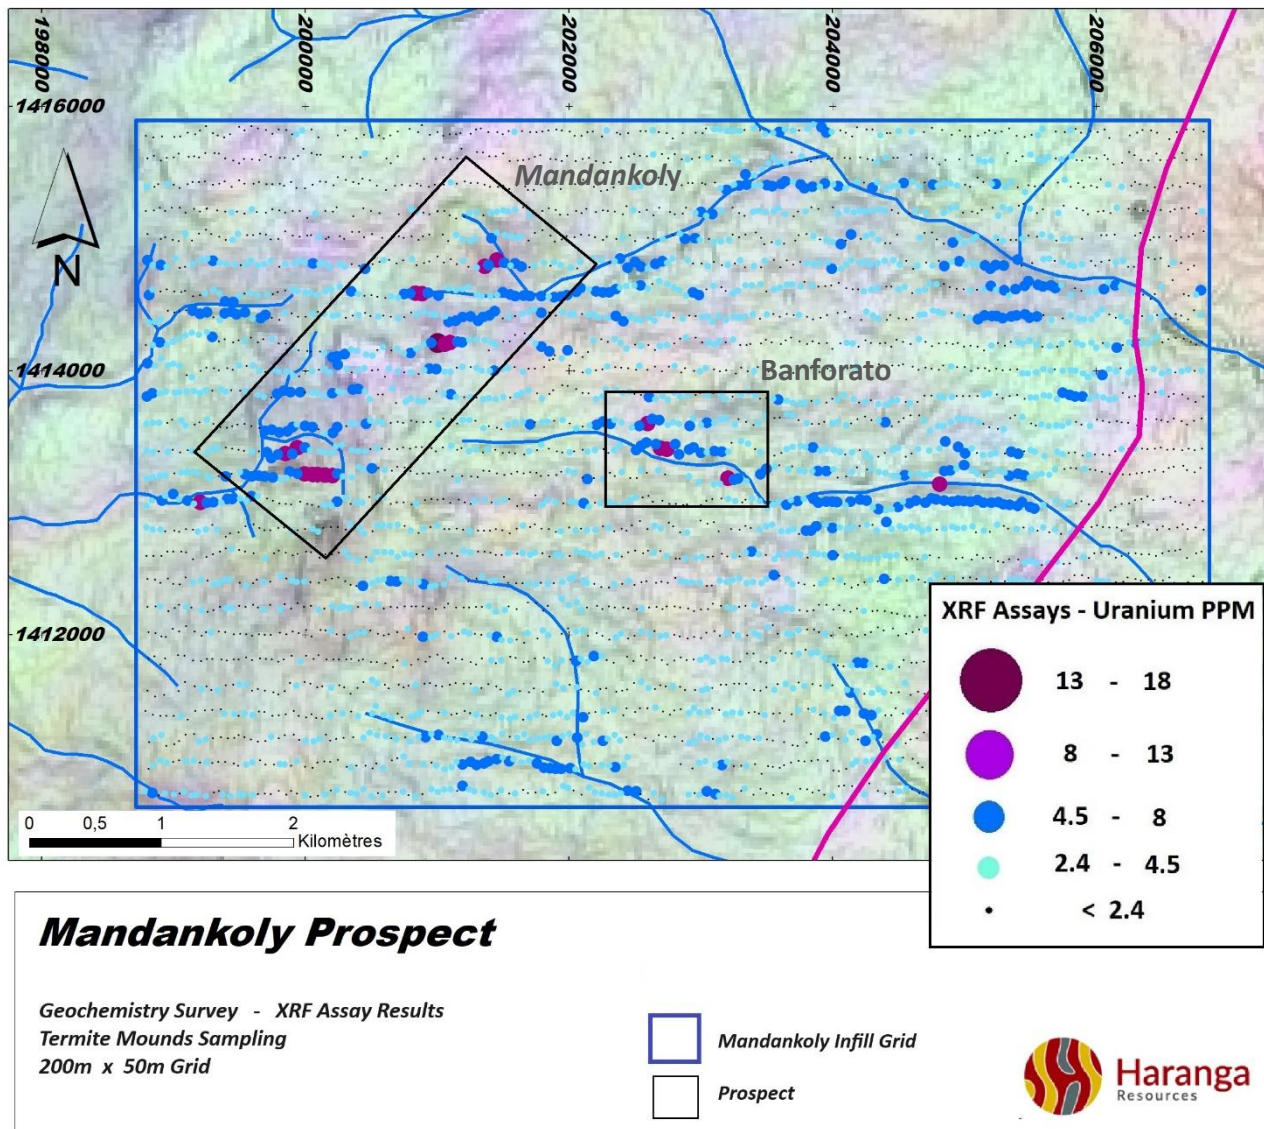 198000
200000
202000
204000
206000
1416000
Mandankoly
N
1414000
Banforato
1412000
XRF Assays - Uranium PPM
13 - 18
8 - 13
4.5 - 8
2.4 - 4.5
< 2.4
0 0,5 1 2
Kilomètres
Mandankoly Prospect
Geochemistry Survey - XRF Assay Results
Termite Mounds Sampling
200m x 50m Grid
Mandankoly Infill Grid
Prospect
Haranga
Resources